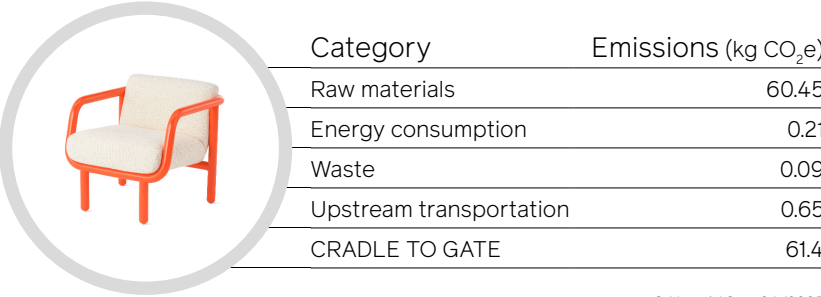 Category Emissions (kg CO₂e)
Raw materials 60.45
Energy consumption 0.21
Waste 0.09
Upstream transportation 0.65
CRADLE TO GATE 61.4